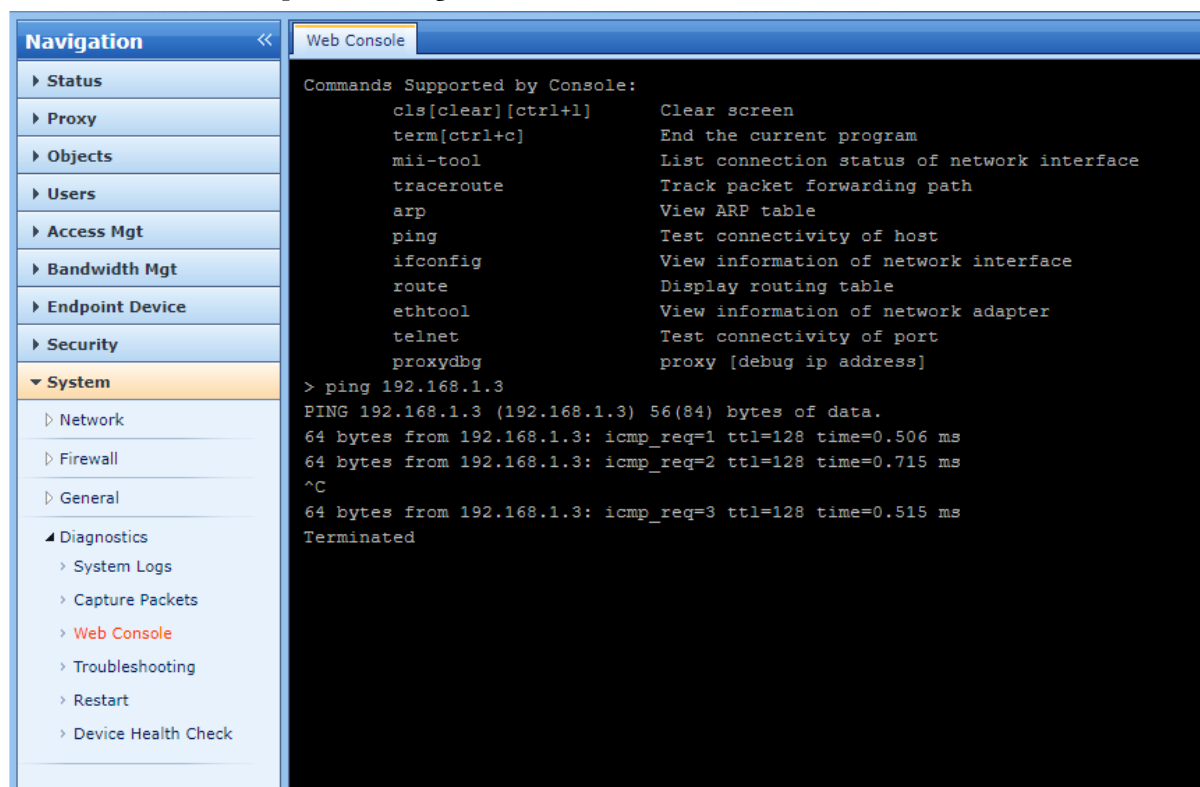 Navigation
Status
Proxy
Objects
Users
Access Mgt
Bandwidth Mgt
Endpoint Device
Security
System
Network
Firewall
General
Diagnostics
System Logs
Capture Packets
Web Console
Troubleshooting
Restart
Device Health Check
Web Console
Commands Supported by Console:
cls[clear][ctrl+l] Clear screen
term[ctrl+c] End the current program
mii-tool List connection status of network interface
traceroute Track packet forwarding path
arp View ARP table
ping Test connectivity of host
ifconfig View information of network interface
route Display routing table
ethtool View information of network adapter
telnet Test connectivity of port
proxydbg proxy [debug ip address]
> ping 192.168.1.3
PING 192.168.1.3 (192.168.1.3) 56(84) bytes of data.
64 bytes from 192.168.1.3: icmp_req=1 ttl=128 time=0.506 ms
64 bytes from 192.168.1.3: icmp_req=2 ttl=128 time=0.715 ms
^C
64 bytes from 192.168.1.3: icmp_req=3 ttl=128 time=0.515 ms
Terminated